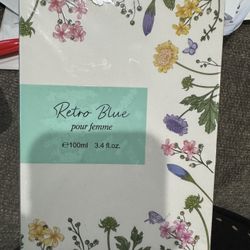 Retro Blue
pour femme
℮100ml 3.4 fl.oz.